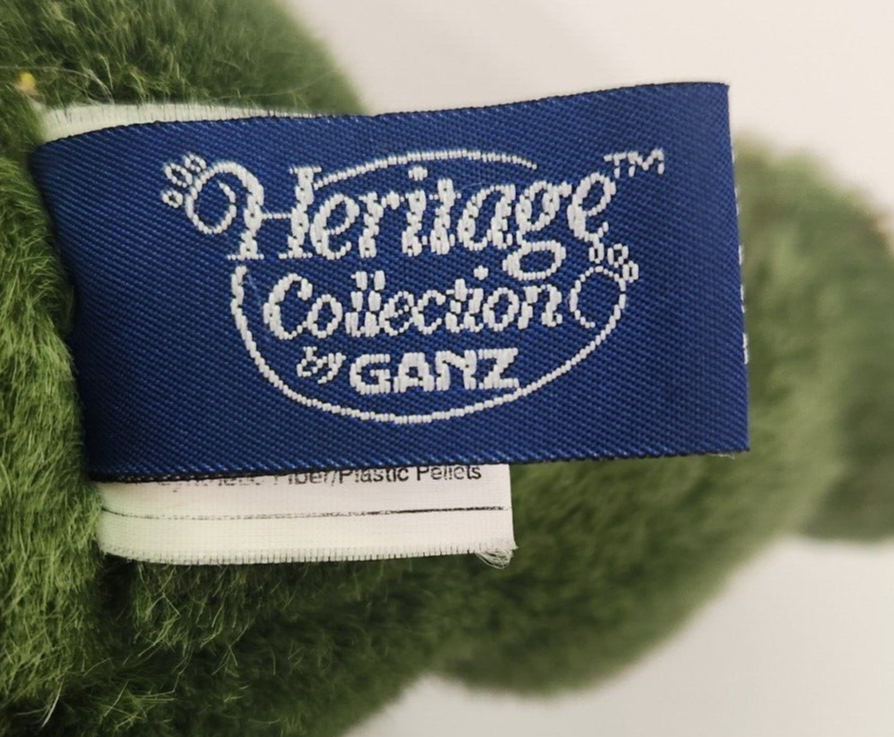 Heritage™
Collection
by GANZ
Fiber/Plastic Pellets